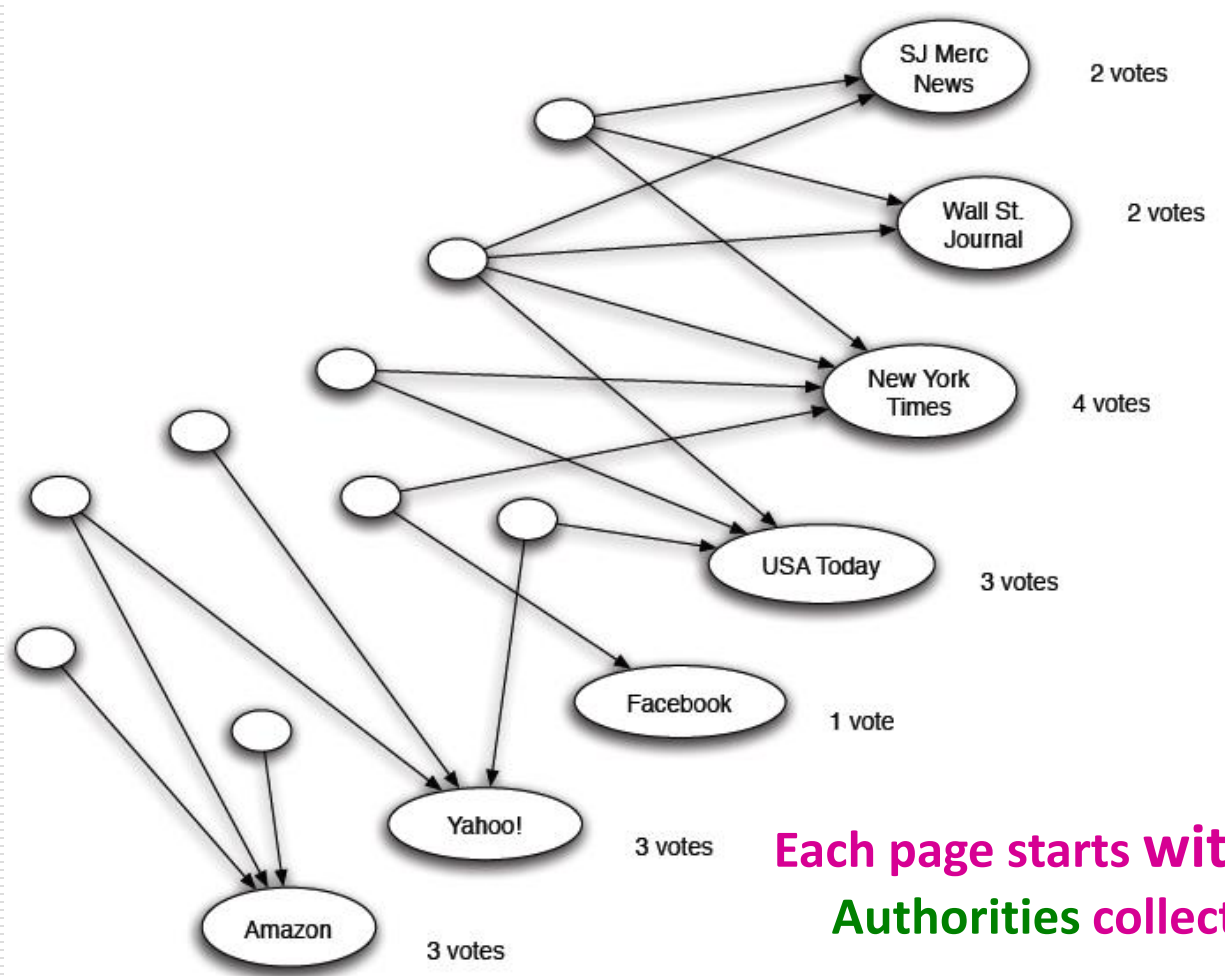 SJ Merc
News
2 votes
Wall St.
Journal
2 votes
New York
Times
4 votes
USA Today
3 votes
Facebook
1 vote
Yahoo!
3 votes
Each page starts wit
Authorities collect
Amazon
3 votes